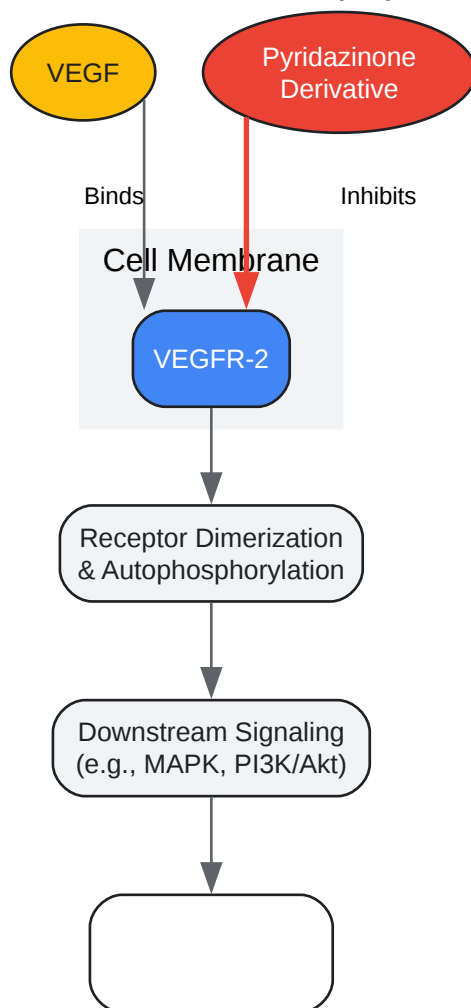 VEGF
Pyridazinone
Derivative
Binds
Inhibits
Cell Membrane
VEGFR-2
Receptor Dimerization
& Autophosphorylation
Downstream Signaling
(e.g., MAPK, PI3K/Akt)